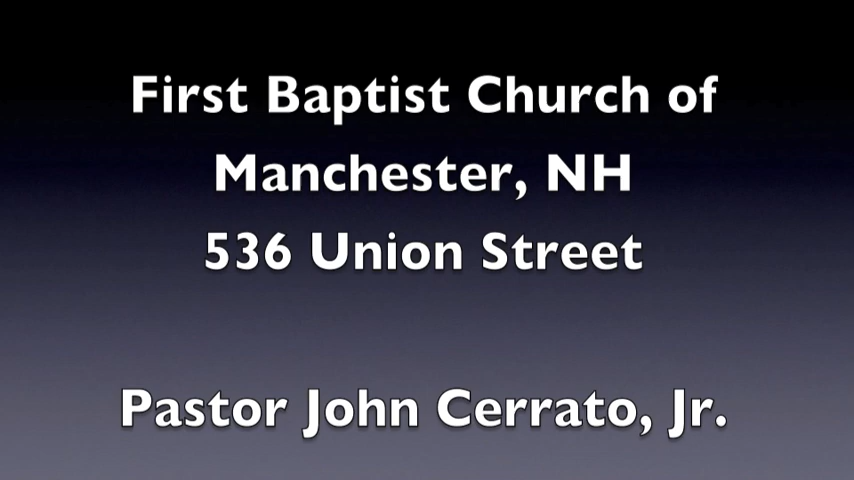 First Baptist Church of
Manchester, NH
536 Union Street
Pastor John Cerrato, Jr.